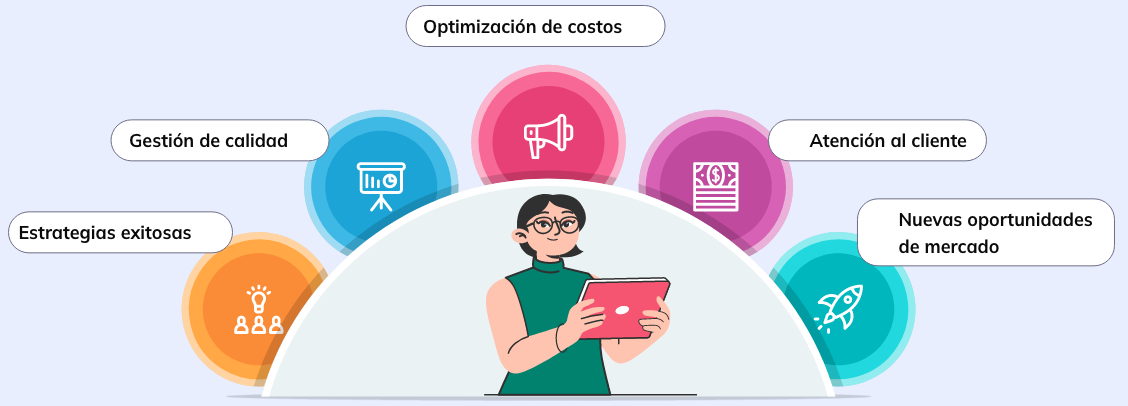 Optimización de costos
Gestión de calidad
Atención al cliente
Estrategias exitosas
Nuevas oportunidades
de mercado